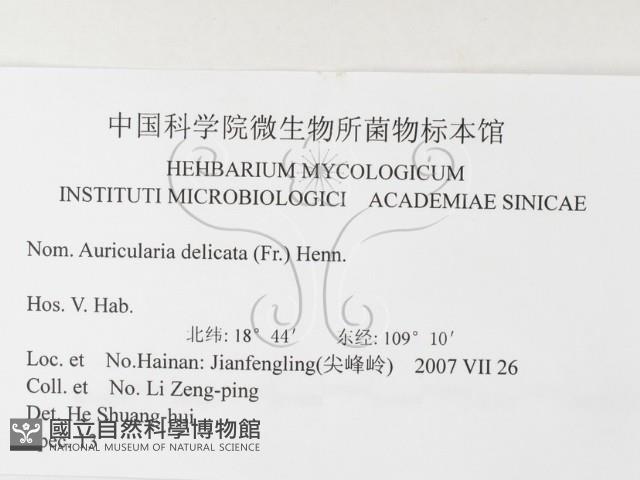 中国科学院微生物所菌物标本馆
HEHBARIUM MYCOLOGICUM
INSTITUTI MICROBIOLOGICI ACADEMIAE SINICAE
Nom. Auricularia delicata (Fr.) Henn.
Hos. V. Hab.
北纬: 18° 44′ 东经: 109° 10′
Loc. et No.Hainan: Jianfengling(尖峰岭) 2007 VII 26
Coll. et No. Li Zeng-ping
Det. He Shuang-hui
Spec. 13
國立自然科學博物館
NATIONAL MUSEUM OF NATURAL SCIENCE